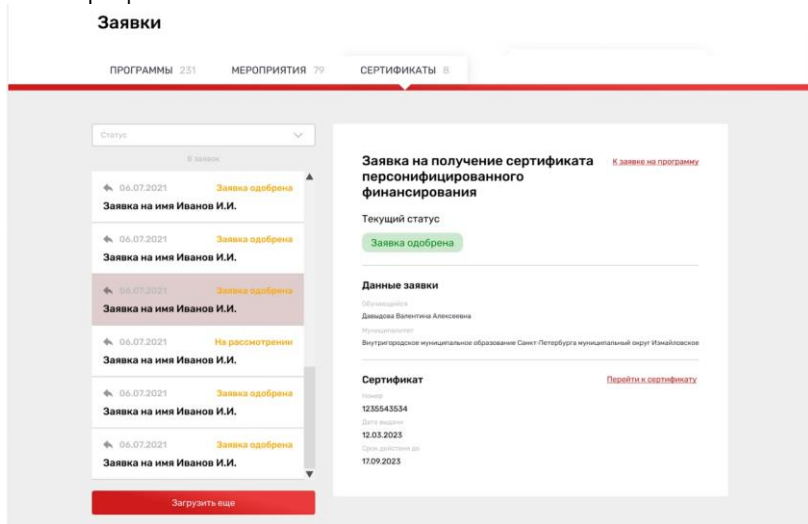 Заявки
ПРОГРАММЫ 231 МЕРОПРИЯТИЯ 79 СЕРТИФИКАТЫ 8
Статус
8 заявок
06.07.2021 Заявка одобрена
Заявка на имя Иванов И.И.
06.07.2021 Заявка одобрена
Заявка на имя Иванов И.И.
06.07.2021 Заявка одобрена
Заявка на имя Иванов И.И.
06.07.2021 На рассмотрении
Заявка на имя Иванов И.И.
06.07.2021 Заявка одобрена
Заявка на имя Иванов И.И.
06.07.2021 Заявка одобрена
Заявка на имя Иванов И.И.
Загрузить еще
Заявка на получение сертификата К заявке на программу
персонифицированного
финансирования
Текущий статус
Заявка одобрена
Данные заявки
Обучающийся
Давыдова Валентина Алексеевна
Муниципалитет
Внутригородское муниципальное образование Санкт-Петербурга муниципальный округ Измайловское
Сертификат Перейти к сертификату
Номер
1235543534
Дата выдачи
12.03.2023
Срок действия до
17.09.2023